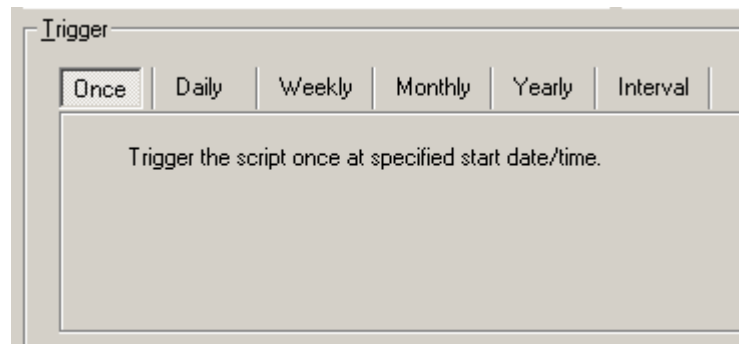 Trigger
Once Daily Weekly Monthly Yearly Interval
Trigger the script once at specified start date/time.